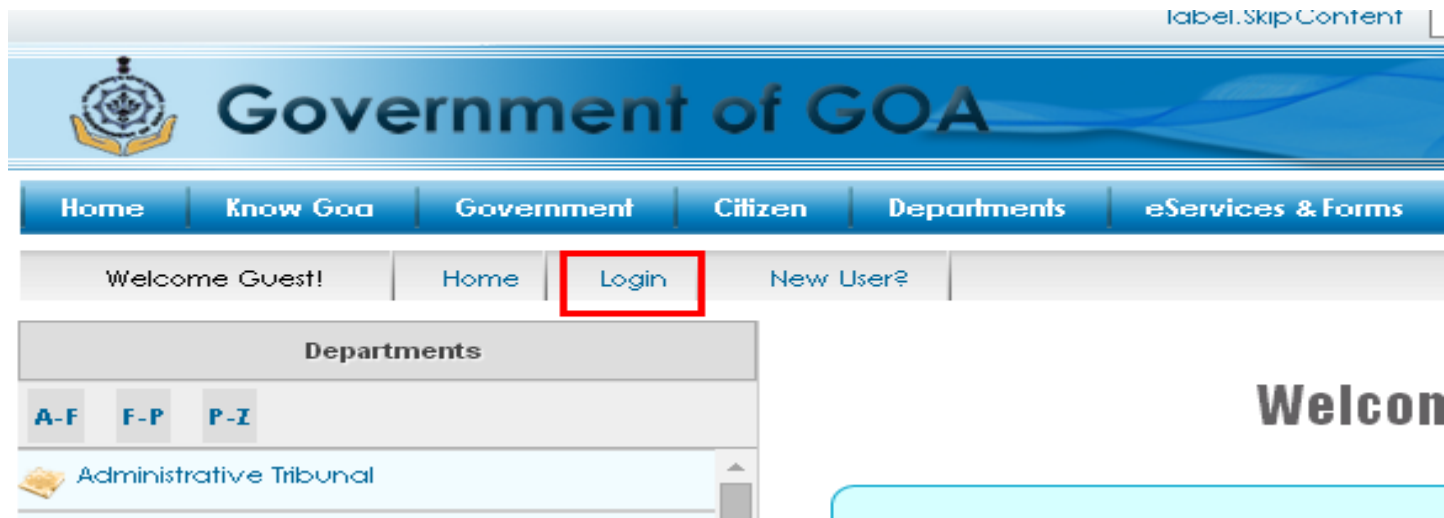 label.SkipContent
Government of GOA
Home Know Goa Government Citizen Departments eServices & Forms
Welcome Guest! Home Login New User?
Departments
A-F F-P P-Z
Administrative Tribunal